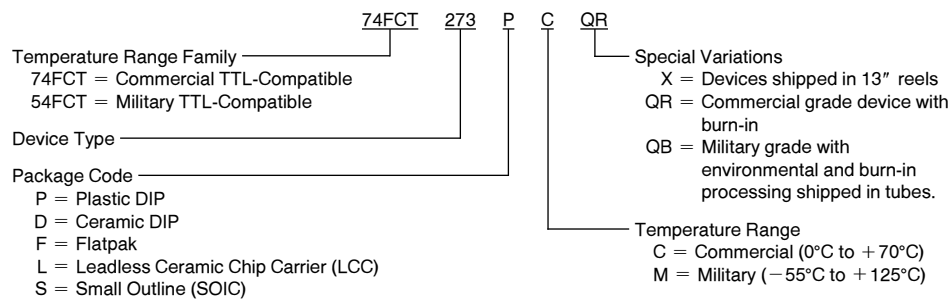 74FCT 273 P C QR
Temperature Range Family
74FCT = Commercial TTL-Compatible
54FCT = Military TTL-Compatible
Device Type
Package Code
P = Plastic DIP
D = Ceramic DIP
F = Flatpak
L = Leadless Ceramic Chip Carrier (LCC)
S = Small Outline (SOIC)
Special Variations
X = Devices shipped in 13″ reels
QR = Commercial grade device with
burn-in
QB = Military grade with
environmental and burn-in
processing shipped in tubes.
Temperature Range
C = Commercial (0°C to +70°C)
M = Military (−55°C to +125°C)